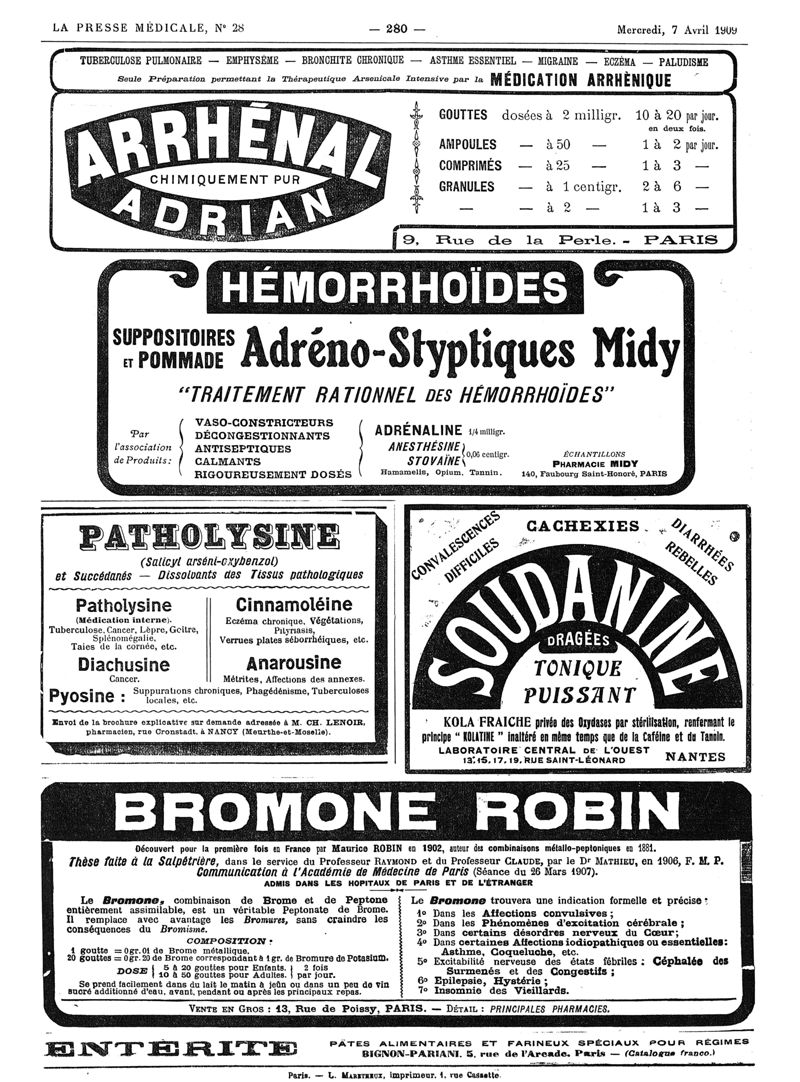 LA PRESSE MÉDICALE, N° 28 — 280 — Mercredi, 7 Avril 1909
TUBERCULOSE PULMONAIRE — EMPHYSÈME — BRONCHITE CHRONIQUE — ASTHME ESSENTIEL — MIGRAINE — ECZÉMA — PALUDISME
Seule Préparation permettant la Thérapeutique Arsenicale Intensive par la MÉDICATION ARRHÈNIQUE
ARRHÉNAL
CHIMIQUEMENT PUR
ADRIAN
GOUTTES dosées à 2 milligr. 10 à 20 par jour.
en deux fois.
AMPOULES — à 50 — 1 à 2 par jour.
COMPRIMÉS — à 25 — 1 à 3 —
GRANULES — à 1 centigr. 2 à 6 —
— — à 2 — 1 à 3 —
9, Rue de la Perle. - PARIS
HÉMORRHOÏDES
SUPPOSITOIRES
ET POMMADE
Adréno-Styptiques Midy
"TRAITEMENT RATIONNEL DES HÉMORRHOÏDES"
Par
l'association
de Produits:
VASO-CONSTRICTEURS
DÉCONGESTIONNANTS
ANTISEPTIQUES
CALMANTS
RIGOUREUSEMENT DOSÉS
ADRÉNALINE 1/4 milligr.
ANESTHÉSINE
STOVAÏNE
0,06 centigr.
Hamamelis, Opium, Tannin.
ÉCHANTILLONS
PHARMACIE MIDY
140, Faubourg Saint-Honoré, PARIS
PATHOLYSINE
(Salicyl arséni-oxybenzol)
et Succédanés — Dissolvants des Tissus pathologiques
Patholysine
(Médication interne).
Tuberculose, Cancer, Lèpre, Goître,
Splénomégalie,
Taies de la cornée, etc.
Diachusine
Cancer.
Cinnamoléine
Eczéma chronique, Végétations,
Pityriasis,
Verrues plates séborrhéiques, etc.
Anarousine
Métrites, Affections des annexes.
Pyosine : Suppurations chroniques, Phagédénisme, Tuberculoses
locales, etc.
Envoi de la brochure explicative sur demande adressée à M. CH. LENOIR,
pharmacien, rue Cronstadt, à NANCY (Meurthe-et-Moselle).
CONVALESCENCES
DIFFICILES
CACHEXIES
DIARRHÉES
REBELLES
SOUDANINE
DRAGÉES
TONIQUE
PUISSANT
KOLA FRAICHE privée des Oxydases par stérilisation, renfermant le
principe "KOLATINE" inaltéré en même temps que de la Caféine et du Tanoin.
LABORATOIRE CENTRAL DE L'OUEST
13, 15, 17, 19, RUE SAINT-LÉONARD
NANTES
BROMONE ROBIN
Découvert pour la première fois en France par Maurice ROBIN en 1902, auteur des combinaisons métallo-peptoniques en 1881.
Thèse faite à la Salpétrière, dans le service du Professeur RAYMOND et du Professeur CLAUDE, par le Dr MATHIEU, en 1906, F. M. P.
Communication à l'Académie de Médecine de Paris (Séance du 26 Mars 1907).
ADMIS DANS LES HOPITAUX DE PARIS ET DE L'ÉTRANGER
Le Bromone, combinaison de Brome et de Peptone
entièrement assimilable, est un véritable Peptonate de Brome.
Il remplace avec avantage les Bromures, sans craindre les
conséquences du Bromisme.
COMPOSITION :
1 goutte = 0gr.01 de Brome métallique.
20 gouttes = 0gr.20 de Brome correspondant à 1 gr. de Bromure de Potassium.
DOSE 5 à 20 gouttes pour Enfants. 2 fois
10 à 50 gouttes pour Adultes. par jour.
Se prend facilement dans du lait le matin à jeûn ou dans un peu de vin
sucré additionné d'eau, avant, pendant ou après les principaux repas.
Le Bromone trouvera une indication formelle et précise :
1o Dans les Affections convulsives ;
2o Dans les Phénomènes d'excitation cérébrale ;
3o Dans certains désordres nerveux du Cœur;
4o Dans certaines Affections idiopathiques ou essentielles:
Asthme, Coqueluche, etc.
5o Excitabilité nerveuse des états fébriles : Céphalée des
Surmenés et des Congestifs ;
6o Epilepsie, Hystérie ;
7o Insomnie des Vieillards.
VENTE EN GROS : 13, Rue de Poissy, PARIS. — DÉTAIL : PRINCIPALES PHARMACIES.
ENTÉRITE
PÂTES ALIMENTAIRES ET FARINEUX SPÉCIAUX POUR RÉGIMES
BIGNON-PARIANI, 5, rue de l'Arcade, Paris — (Catalogue franco.)
Paris. — L. MARETHEUX, imprimeur, 1, rue Cassette.